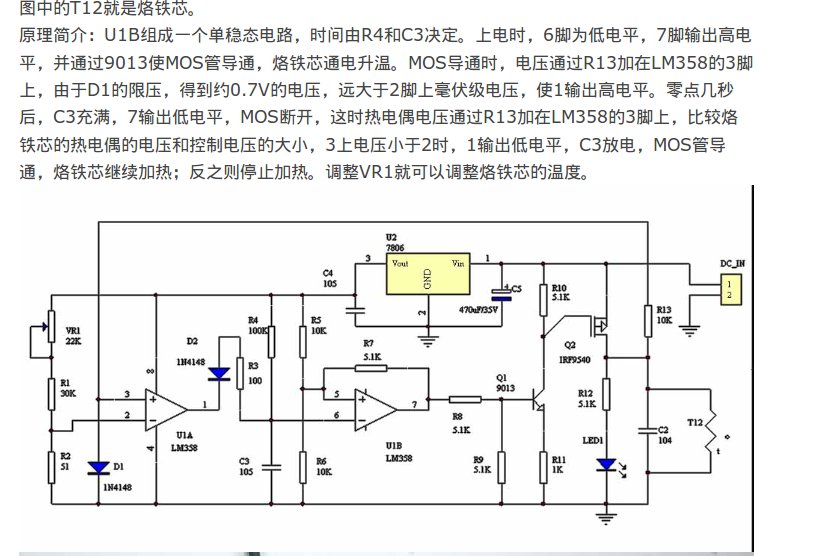 图中的T12就是烙铁芯。
原理简介：U1B组成一个单稳态电路，时间由R4和C3决定。上电时，6脚为低电平，7脚输出高电
平，并通过9013使MOS管导通，烙铁芯通电升温。MOS导通时，电压通过R13加在LM358的3脚
上，由于D1的限压，得到约0.7V的电压，远大于2脚上毫伏级电压，使1输出高电平。零点几秒
后，C3充满，7输出低电平，MOS断开，这时热电偶电压通过R13加在LM358的3脚上，比较烙
铁芯的热电偶的电压和控制电压的大小，3上电压小于2时，1输出低电平，C3放电，MOS管导
通，烙铁芯继续加热；反之则停止加热。调整VR1就可以调整烙铁芯的温度。
U2
7806
3
Vout
Vin
1
GND
2
DC_IN
1
2
C4
105
C5
470uF/35V
R10
5.1K
R13
10K
VR1
22K
R4
100K
R5
10K
D2
1N4148
R3
100
R7
5.1K
Q2
IRF9540
R1
30K
8
3
2
1
4
U1A
LM358
5
6
7
U1B
LM358
R8
5.1K
Q1
9013
R12
5.1K
C2
104
T12
t
R2
51
D1
1N4148
C3
105
R6
10K
R9
5.1K
R11
1K
LED1